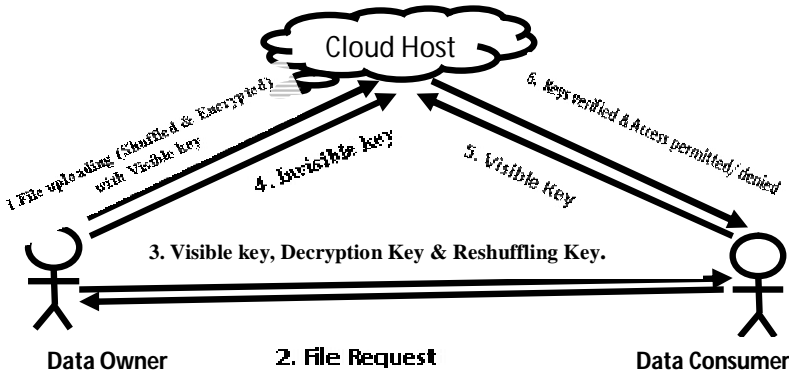 Cloud Host
1 File uploading (Shuffled & Encrypted)
with Visible key
4. Invisible key
5. Visible Key
6. Keys verified & Access permitted/ denied
3. Visible key, Decryption Key & Reshuffling Key.
2. File Request
Data Owner
Data Consumer